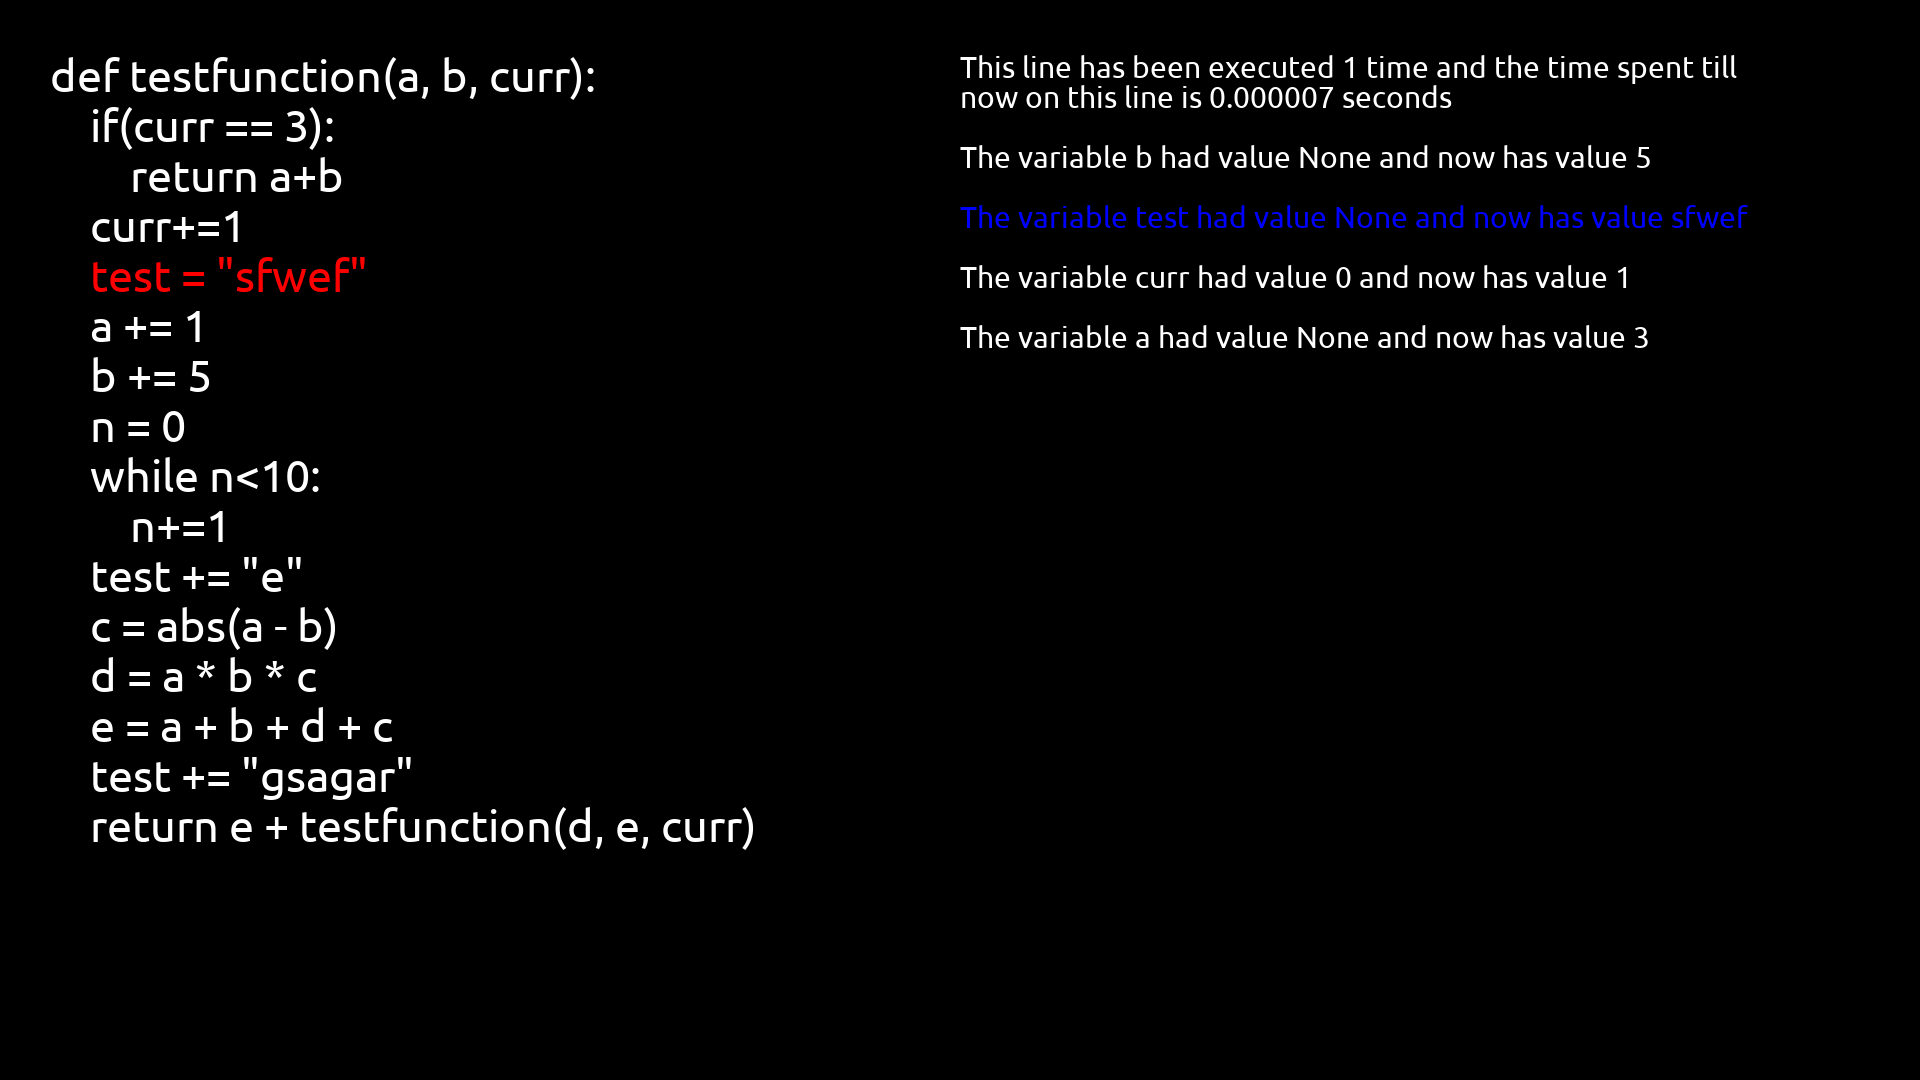 def testfunction(a, b, curr):
    if(curr == 3):
        return a+b
    curr+=1
    test = "sfwef"
    a += 1
    b += 5
    n = 0
    while n<10:
        n+=1
    test += "e"
    c = abs(a - b)
    d = a * b * c
    e = a + b + d + c
    test += "gsagar"
    return e + testfunction(d, e, curr)
This line has been executed 1 time and the time spent till
now on this line is 0.000007 seconds
The variable b had value None and now has value 5
The variable test had value None and now has value sfwef
The variable curr had value 0 and now has value 1
The variable a had value None and now has value 3